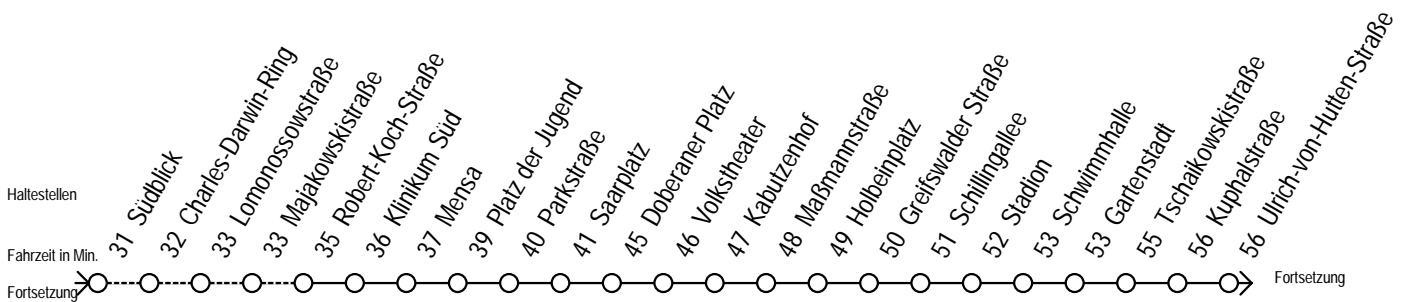 Haltestellen
Fahrzeit in Min.
Fortsetzung
31 Südblick
32 Charles-Darwin-Ring
33 Lomonossowstraße
33 Majakowskistraße
35 Robert-Koch-Straße
36 Klinikum Süd
37 Mensa
39 Platz der Jugend
40 Parkstraße
41 Saarplatz
45 Doberaner Platz
46 Volkstheater
47 Kabutzenhof
48 Maßmannstraße
49 Holbeinplatz
50 Greifswalder Straße
51 Schillingallee
52 Stadion
53 Schwimmhalle
53 Gartenstadt
55 Tschaikowskistraße
56 Kuphalstraße
56 Ulrich-von-Hutten-Straße
Fortsetzung